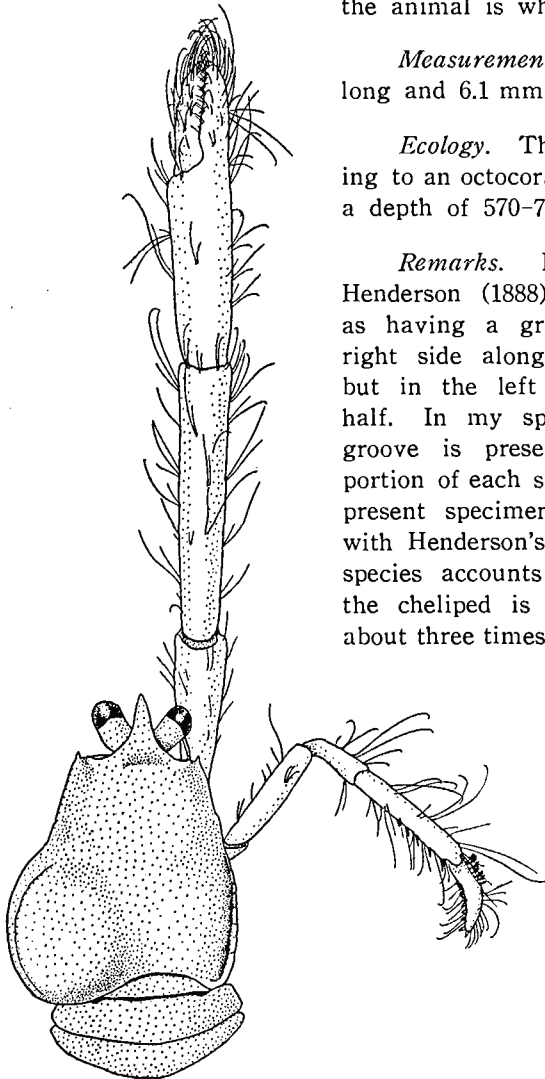 the animal is wh
Measuremen
long and 6.1 mm
Ecology. Th
ing to an octocora
a depth of 570-7
Remarks.
Henderson (1888)
as having a gr
right side along
but in the left
half. In my sp
groove is prese
portion of each s
present specimen
with Henderson's
species accounts
the cheliped is
about three times